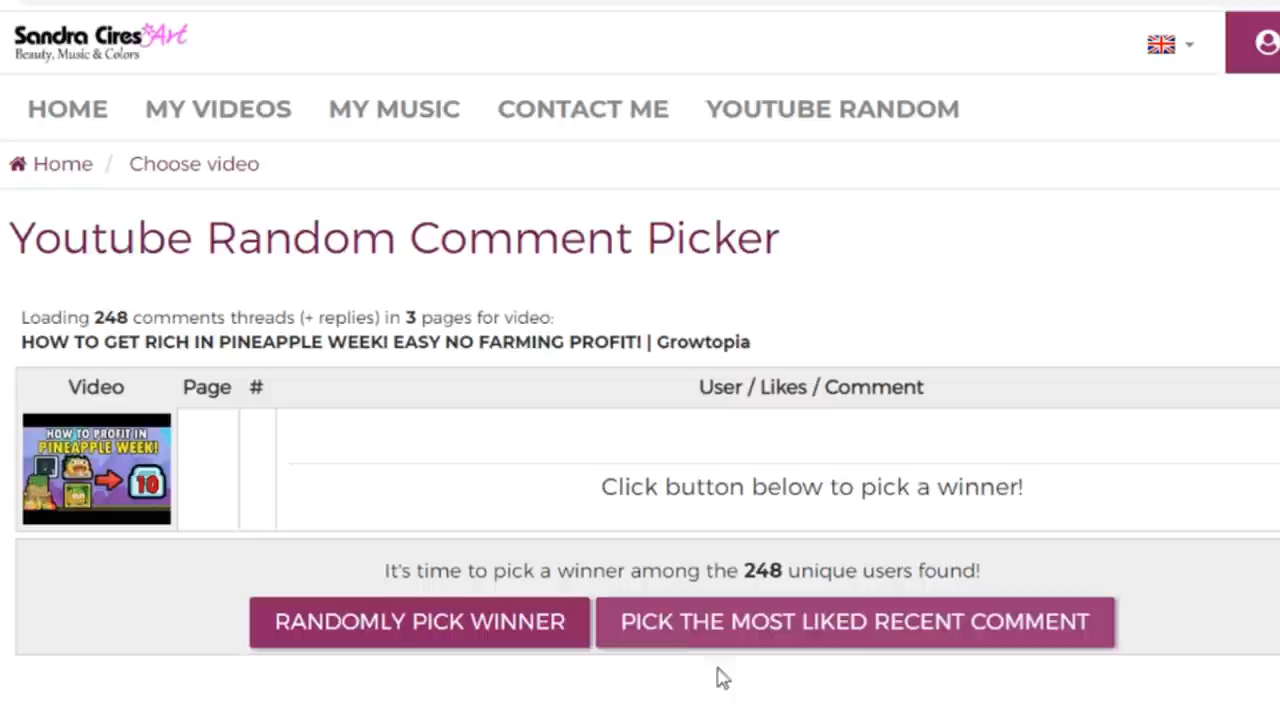 Sandra Cires Art
Beauty, Music & Colors
HOME MY VIDEOS MY MUSIC CONTACT ME YOUTUBE RANDOM
Home / Choose video
Youtube Random Comment Picker
Loading 248 comments threads (+ replies) in 3 pages for video:
HOW TO GET RICH IN PINEAPPLE WEEK! EASY NO FARMING PROFIT! | Growtopia
Video Page # User / Likes / Comment
HOW TO PROFIT IN
PINEAPPLE WEEK!
10
Click button below to pick a winner!
It's time to pick a winner among the 248 unique users found!
RANDOMLY PICK WINNER PICK THE MOST LIKED RECENT COMMENT